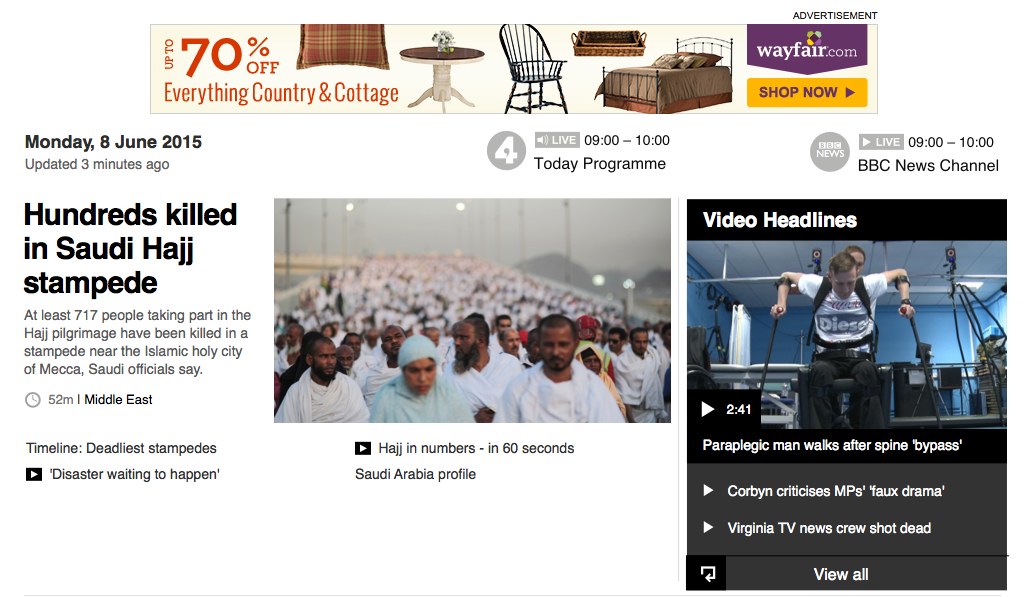 ADVERTISEMENT
UP TO 70% OFF
Everything Country & Cottage
wayfair.com
SHOP NOW
Monday, 8 June 2015
Updated 3 minutes ago
4
LIVE 09:00 – 10:00
Today Programme
BBC NEWS
LIVE 09:00 – 10:00
BBC News Channel
Hundreds killed
in Saudi Hajj
stampede
At least 717 people taking part in the
Hajj pilgrimage have been killed in a
stampede near the Islamic holy city
of Mecca, Saudi officials say.
52m | Middle East
Timeline: Deadliest stampedes
'Disaster waiting to happen'
Hajj in numbers - in 60 seconds
Saudi Arabia profile
Video Headlines
Diesel
2:41
Paraplegic man walks after spine 'bypass'
Corbyn criticises MPs' 'faux drama'
Virginia TV news crew shot dead
View all